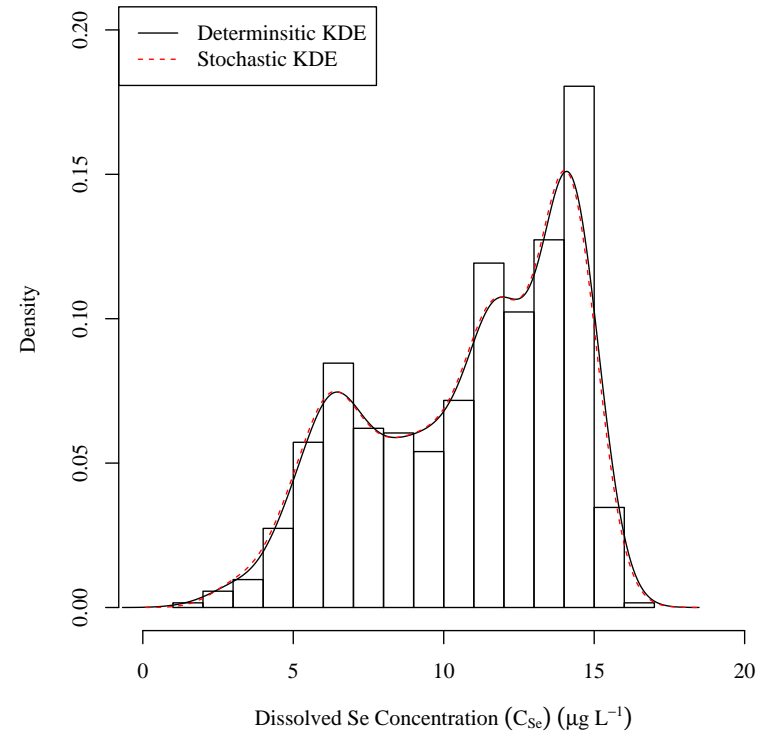 Determinsitic KDE
Stochastic KDE
0.20
0.15
0.10
0.05
0.00
Density
0 5 10 15 20
Dissolved Se Concentration (C_Se) (μg L⁻¹)